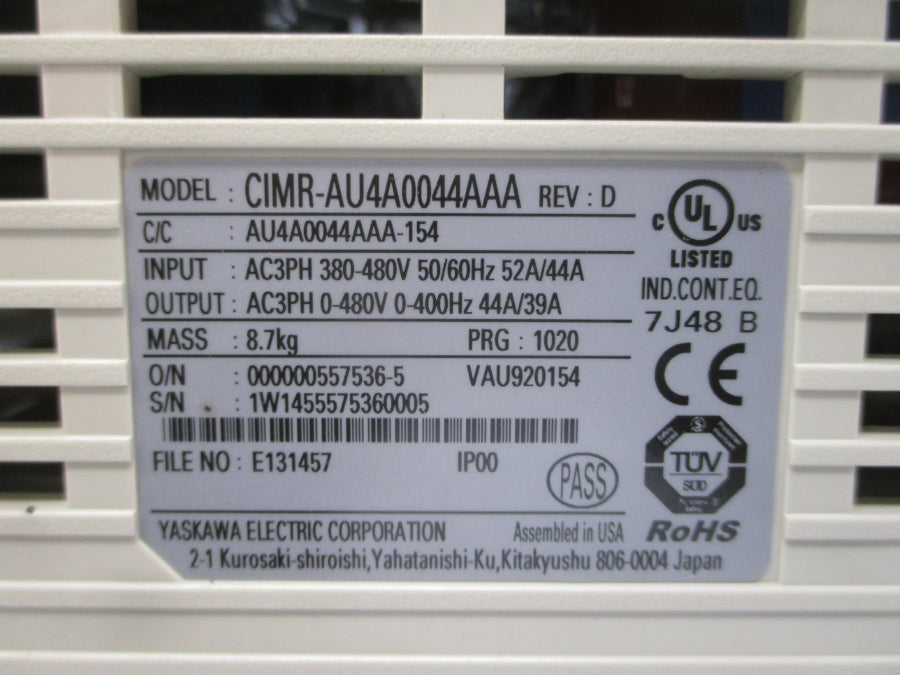 MODEL : CIMR-AU4A0044AAA REV : D
C/C : AU4A0044AAA-154
INPUT : AC3PH 380-480V 50/60Hz 52A/44A
OUTPUT : AC3PH 0-480V 0-400Hz 44A/39A
MASS : 8.7kg PRG : 1020
O/N : 000000557536-5 VAU920154
S/N : 1W1455575360005
FILE NO : E131457 IP00
PASS
YASKAWA ELECTRIC CORPORATION Assembled in USA
2-1 Kurosaki-shiroishi,Yahatanishi-Ku,Kitakyushu 806-0004 Japan
C UL US
LISTED
IND.CONT.EQ.
7J48 B
CE
TÜV
SÜD
RoHS